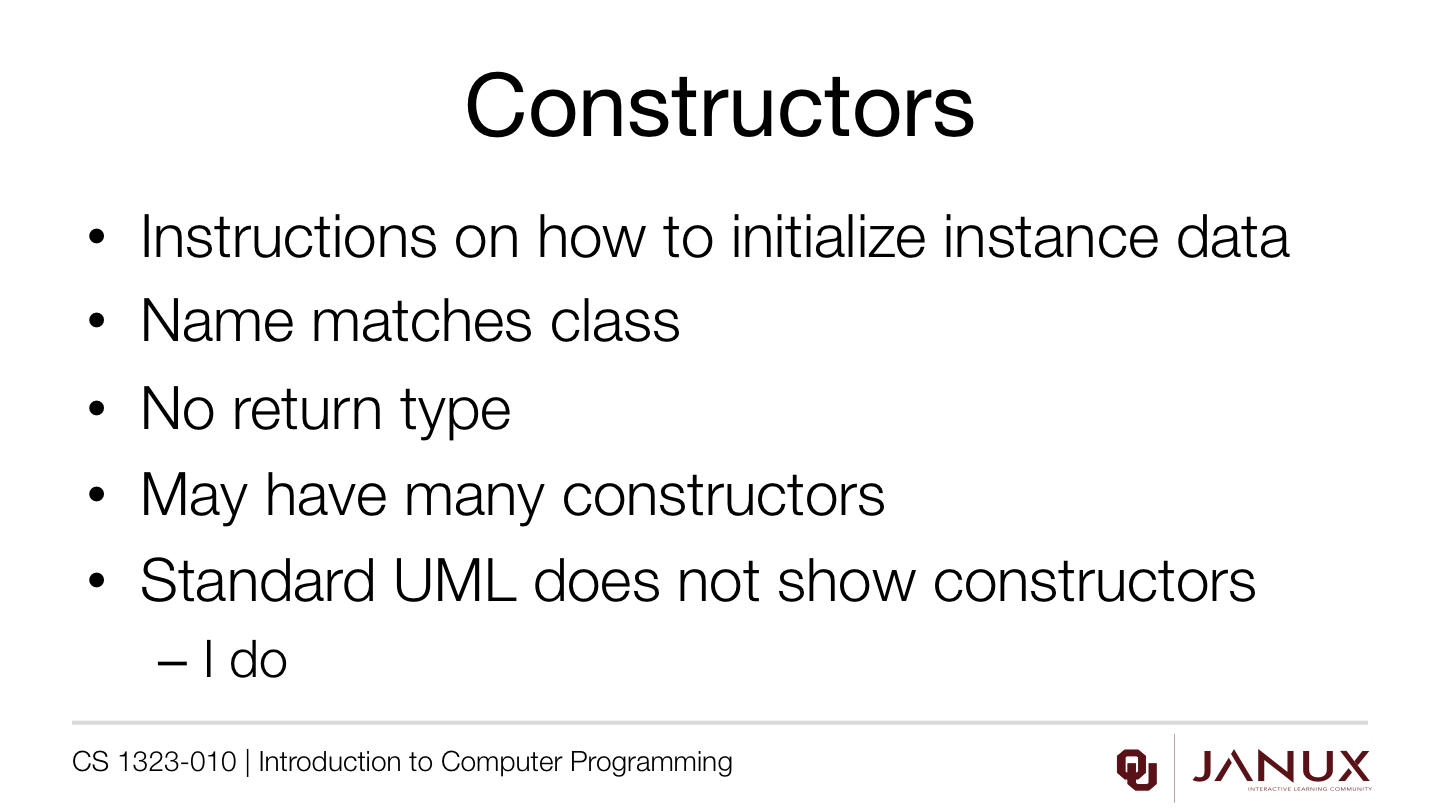 Constructors
• Instructions on how to initialize instance data
• Name matches class
• No return type
• May have many constructors
• Standard UML does not show constructors
– I do
CS 1323-010 | Introduction to Computer Programming
OU
JANUX
INTERACTIVE LEARNING COMMUNITY